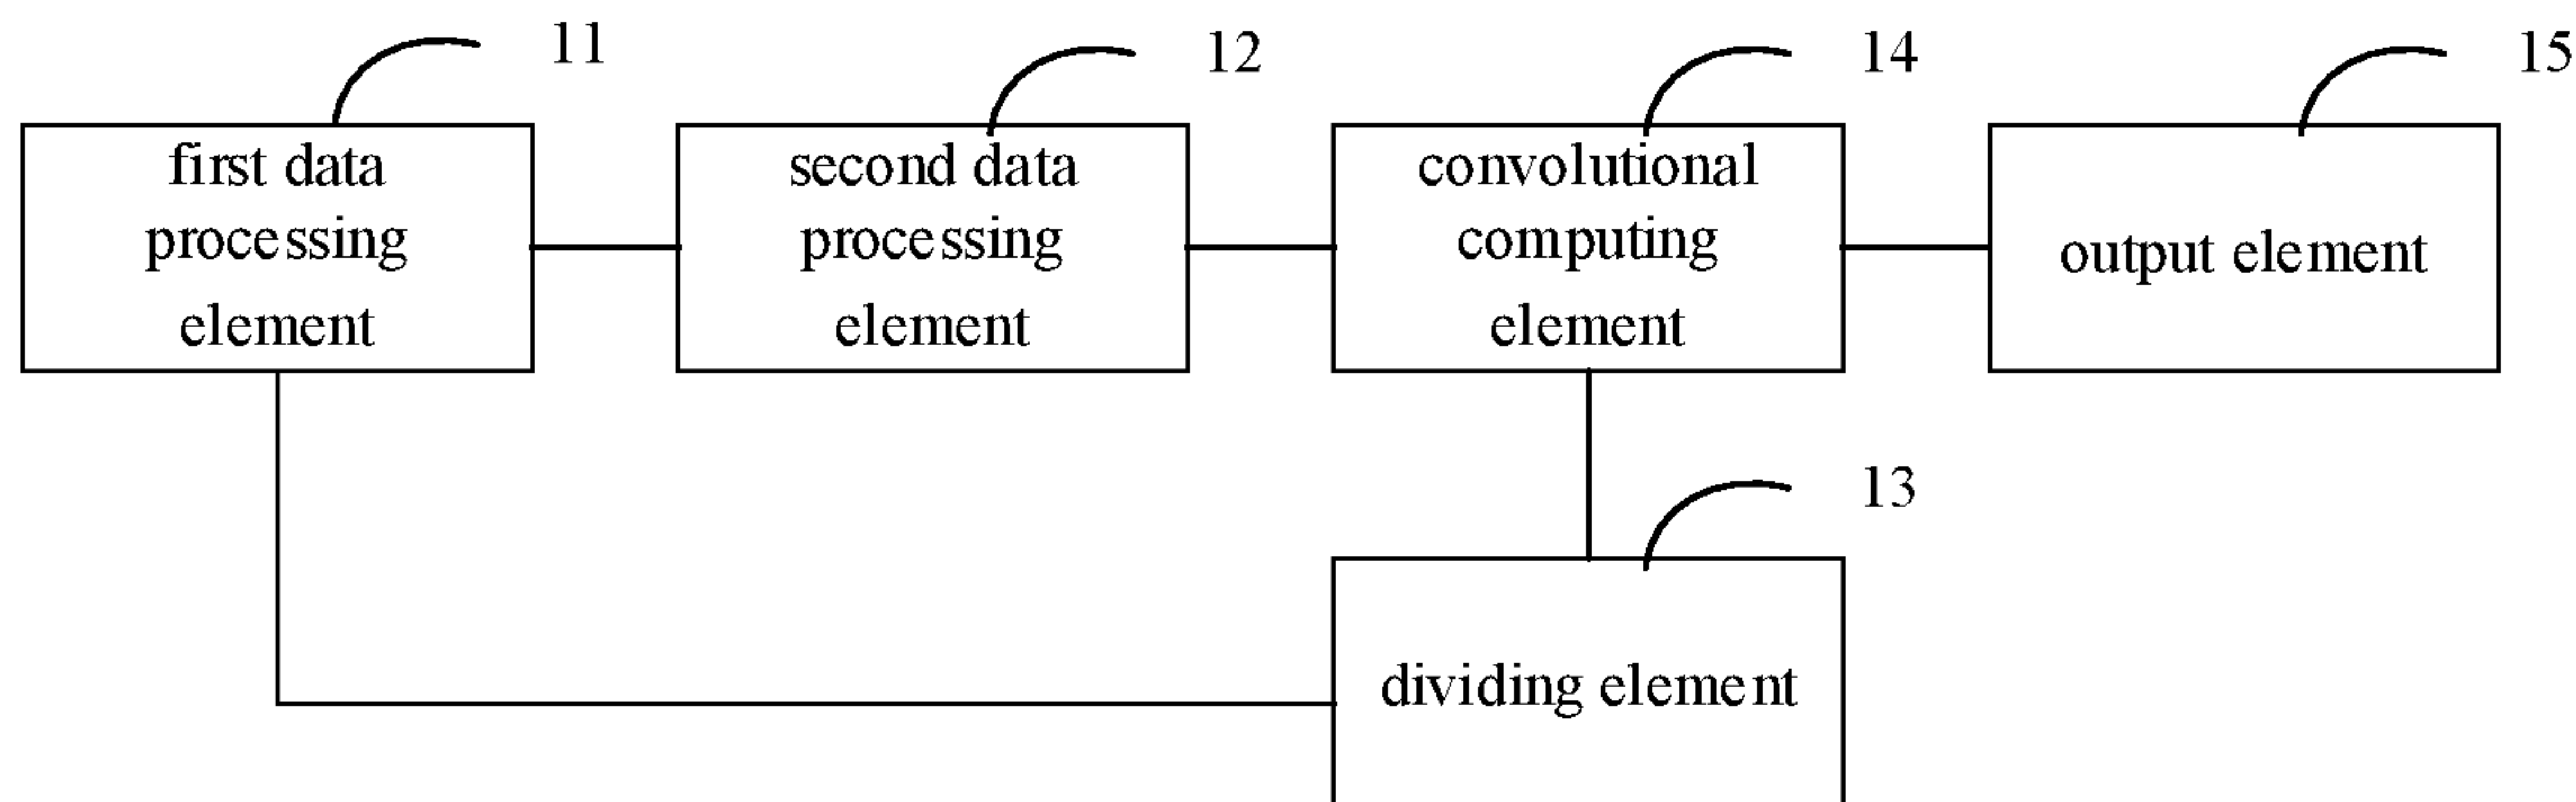 11
12
14
15
first data
processing
element
second data
processing
element
convolutional
computing
element
output element
13
dividing element